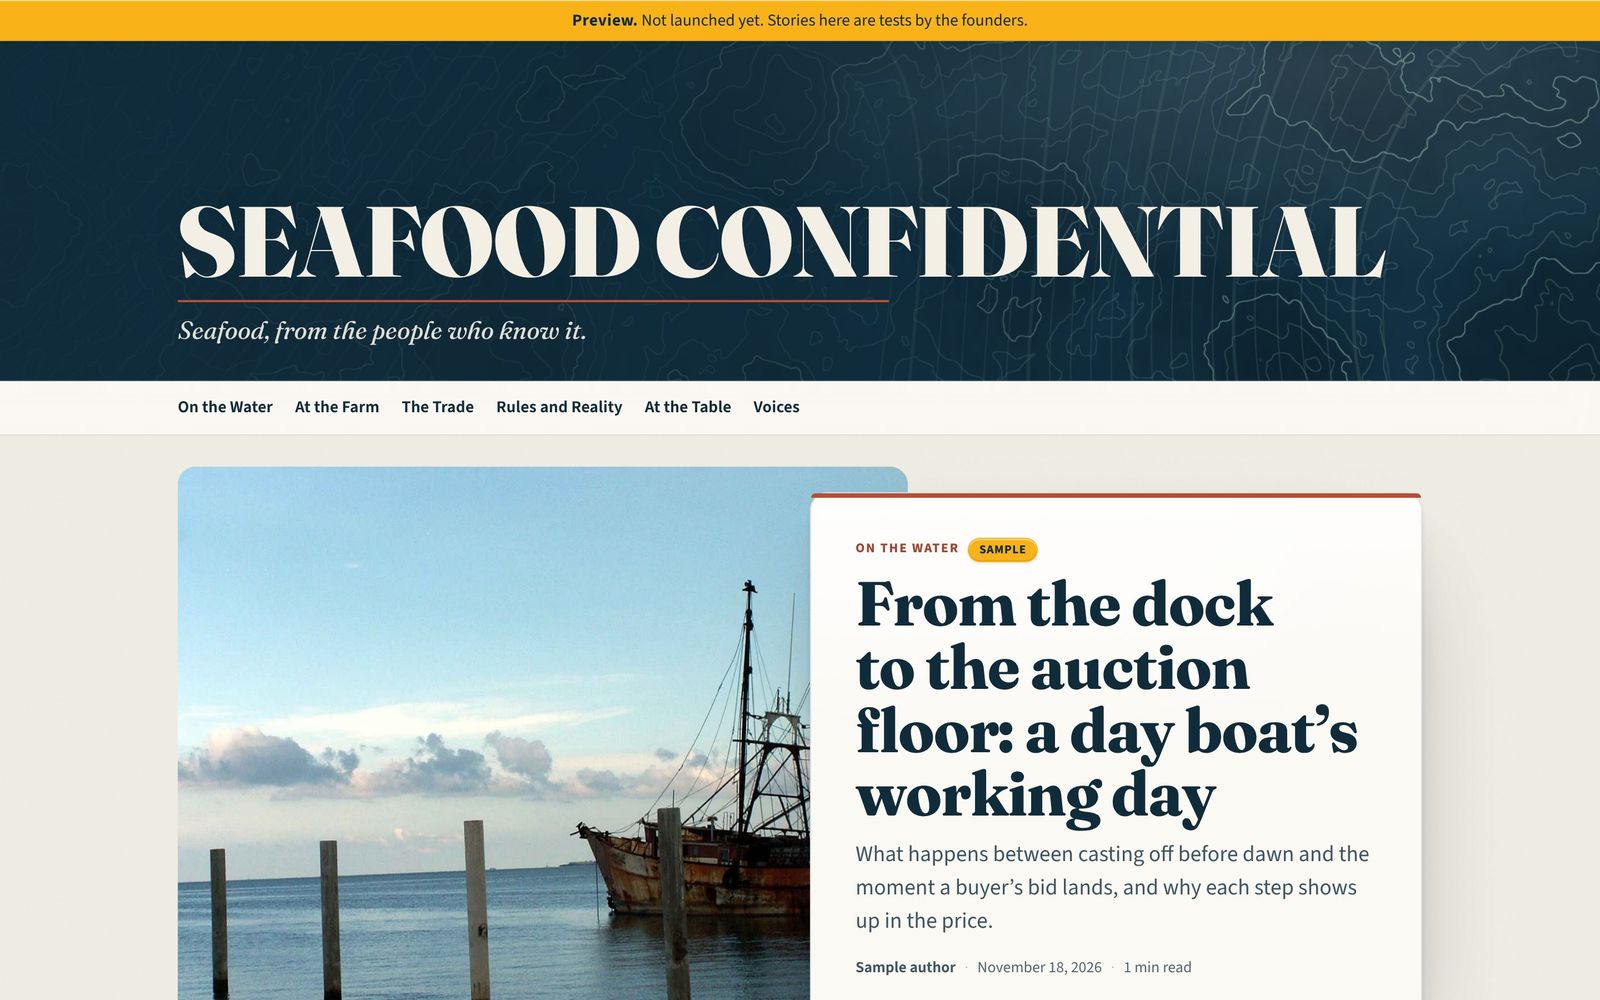 Preview. Not launched yet. Stories here are tests by the founders.
SEAFOOD CONFIDENTIAL
Seafood, from the people who know it.
On the Water At the Farm The Trade Rules and Reality At the Table Voices
ON THE WATER SAMPLE
From the dock
to the auction
floor: a day boat’s
working day
What happens between casting off before dawn and the
moment a buyer’s bid lands, and why each step shows
up in the price.
Sample author · November 18, 2026 · 1 min read